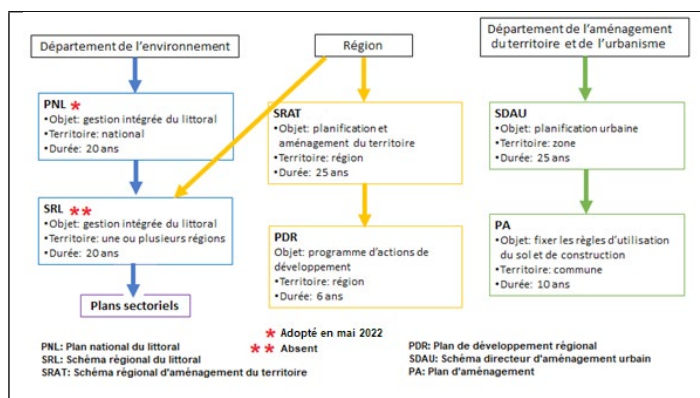 Département de l'environnement
Région
Département de l'aménagement
du territoire et de l'urbanisme
PNL *
•Objet: gestion intégrée du littoral
•Territoire: national
•Durée: 20 ans
SRAT
•Objet: planification et
aménagement du territoire
•Territoire: région
•Durée: 25 ans
SDAU
•Objet: planification urbaine
•Territoire: zone
•Durée: 25 ans
SRL **
•Objet: gestion intégrée du littoral
•Territoire: une ou plusieurs régions
•Durée: 20 ans
PDR
Objet: programme d'actions de
développement
•Territoire: région
•Durée: 6 ans
PA
•Objet: fixer les règles d'utilisation
du sol et de construction
•Territoire: commune
•Durée: 10 ans
Plans sectoriels
* Adopté en mai 2022
** Absent
PNL: Plan national du littoral
SRL: Schéma régional du littoral
SRAT: Schéma régional d'aménagement du territoire
PDR: Plan de développement régional
SDAU: Schéma directeur d'aménagement urbain
PA: Plan d'aménagement